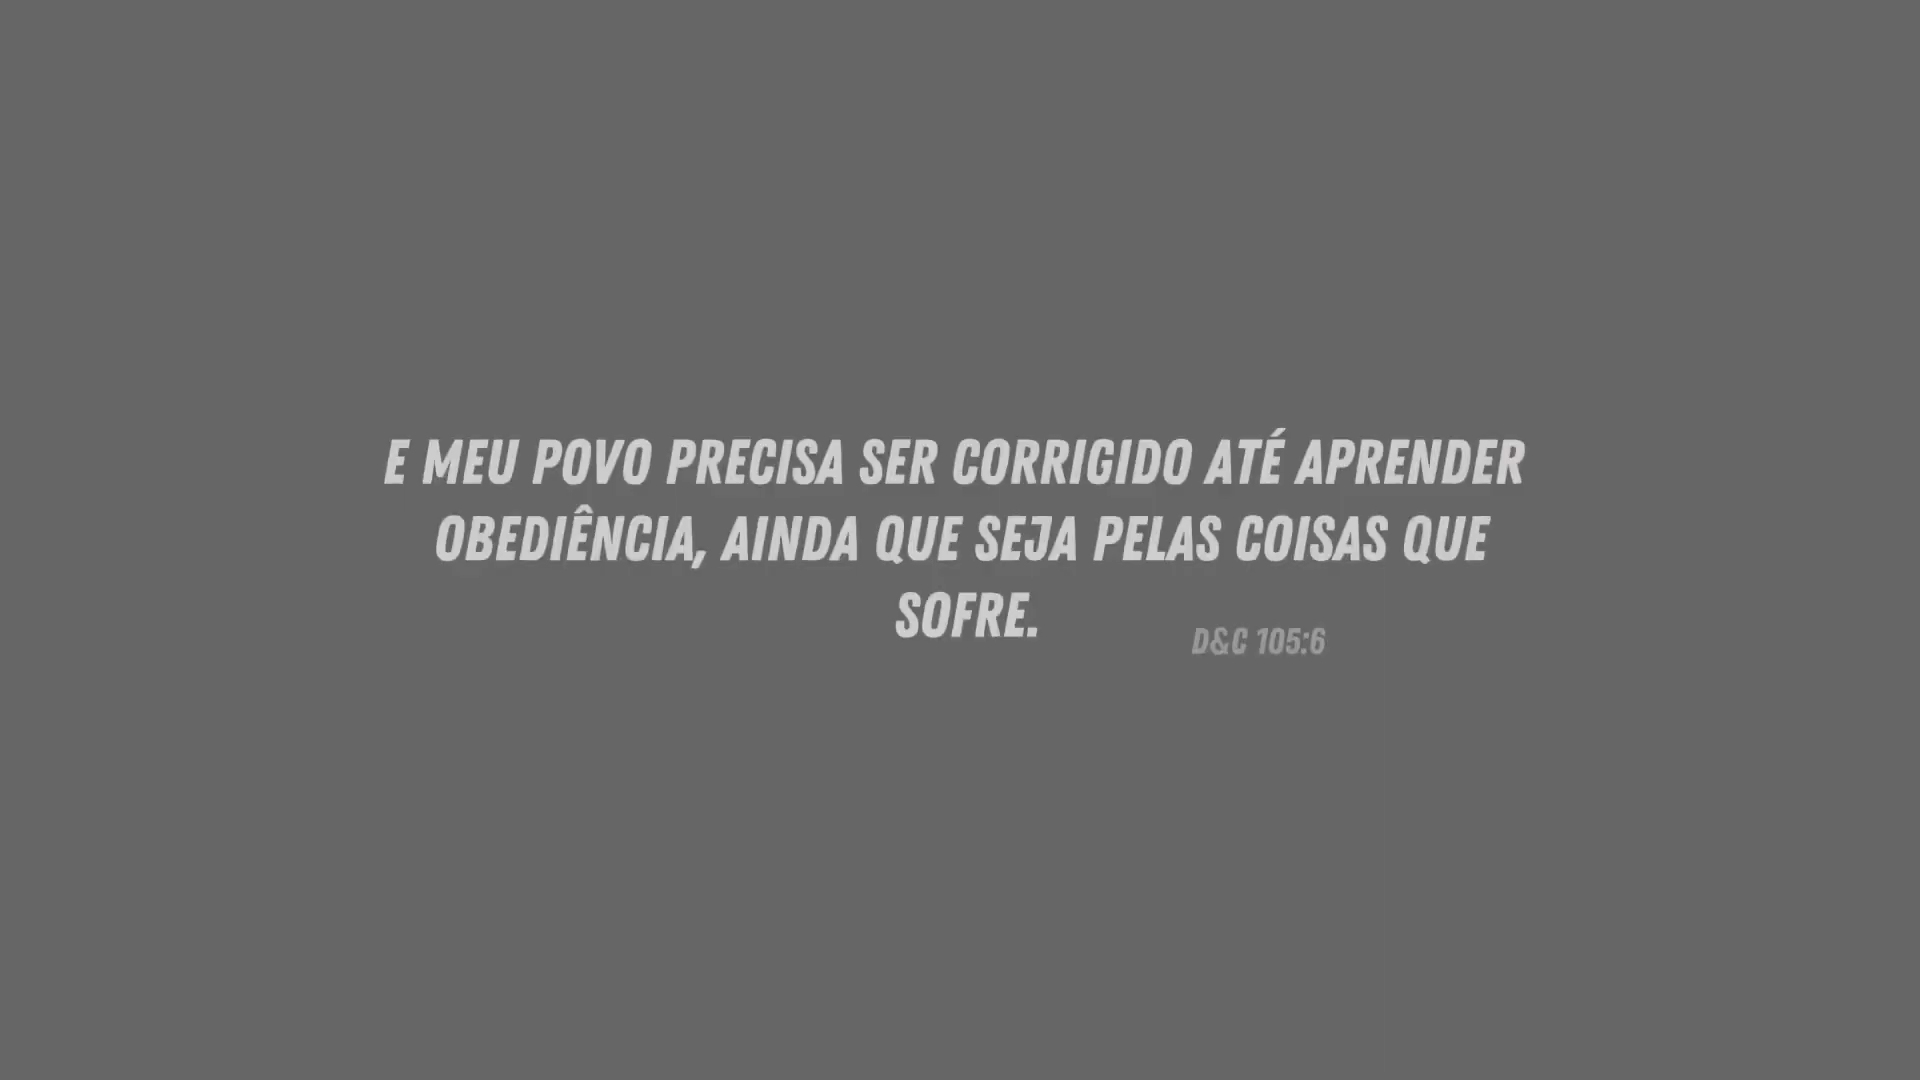 E MEU POVO PRECISA SER CORRIGIDO ATÉ APRENDER
OBEDIÊNCIA, AINDA QUE SEJA PELAS COISAS QUE
SOFRE.
D&C 105:6